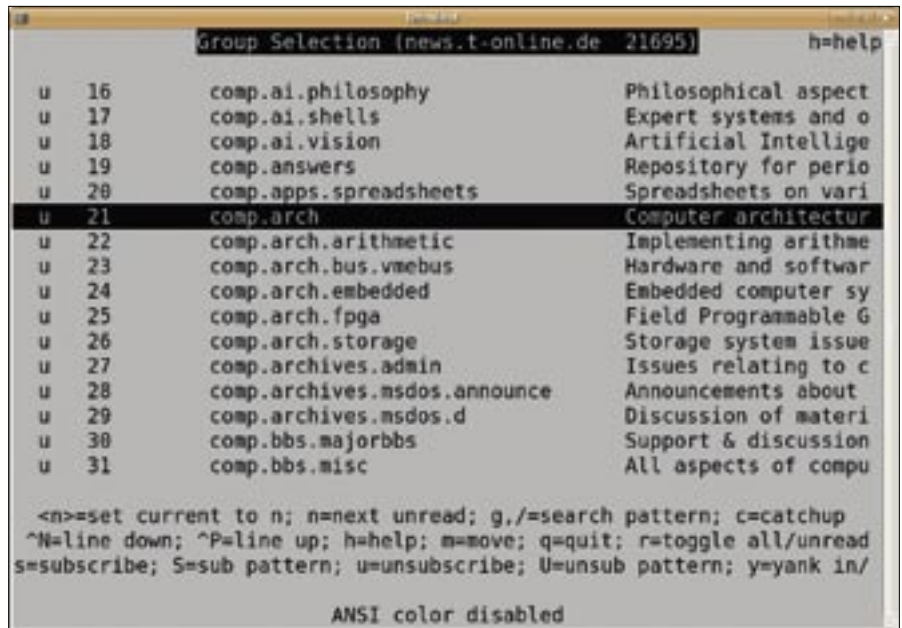 Group Selection (news.t-online.de 21695) h=help
u 16 comp.ai.philosophy Philosophical aspect
u 17 comp.ai.shells Expert systems and o
u 18 comp.ai.vision Artificial Intellige
u 19 comp.answers Repository for perio
u 20 comp.apps.spreadsheets Spreadsheets on vari
u 21 comp.arch Computer architectur
u 22 comp.arch.arithmetic Implementing arithme
u 23 comp.arch.bus.vmebus Hardware and softwar
u 24 comp.arch.embedded Embedded computer sy
u 25 comp.arch.fpga Field Programmable G
u 26 comp.arch.storage Storage system issue
u 27 comp.archives.admin Issues relating to c
u 28 comp.archives.msdos.announce Announcements about
u 29 comp.archives.msdos.d Discussion of materi
u 30 comp.bbs.majorbbs Support & discussion
u 31 comp.bbs.misc All aspects of compu
<n>=set current to n; n=next unread; g,/=search pattern; c=catchup
^N=line down; ^P=line up; h=help; m=move; q=quit; r=toggle all/unread
s=subscribe; S=sub pattern; u=unsubscribe; U=unsub pattern; y=yank in/
ANSI color disabled